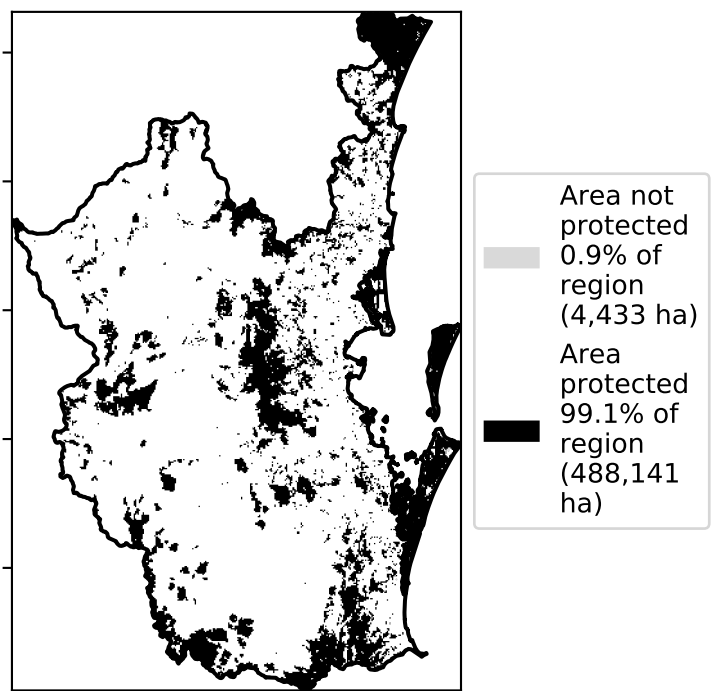 Area not
protected
0.9% of
region
(4,433 ha)
Area
protected
99.1% of
region
(488,141
ha)